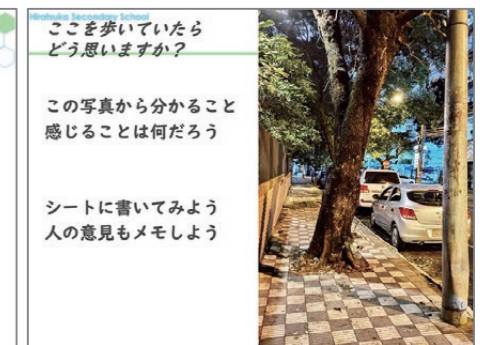 Hiratsuka Secondary School
ここを歩いていたら
どう思いますか？
この写真から分かること
感じることは何だろう
シートに書いてみよう
人の意見もメモしよう